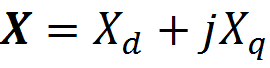 X = X_d + jX_q